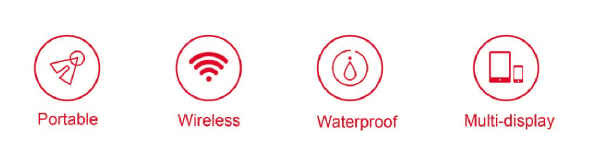 Portable
Wireless
Waterproof
Multi-display